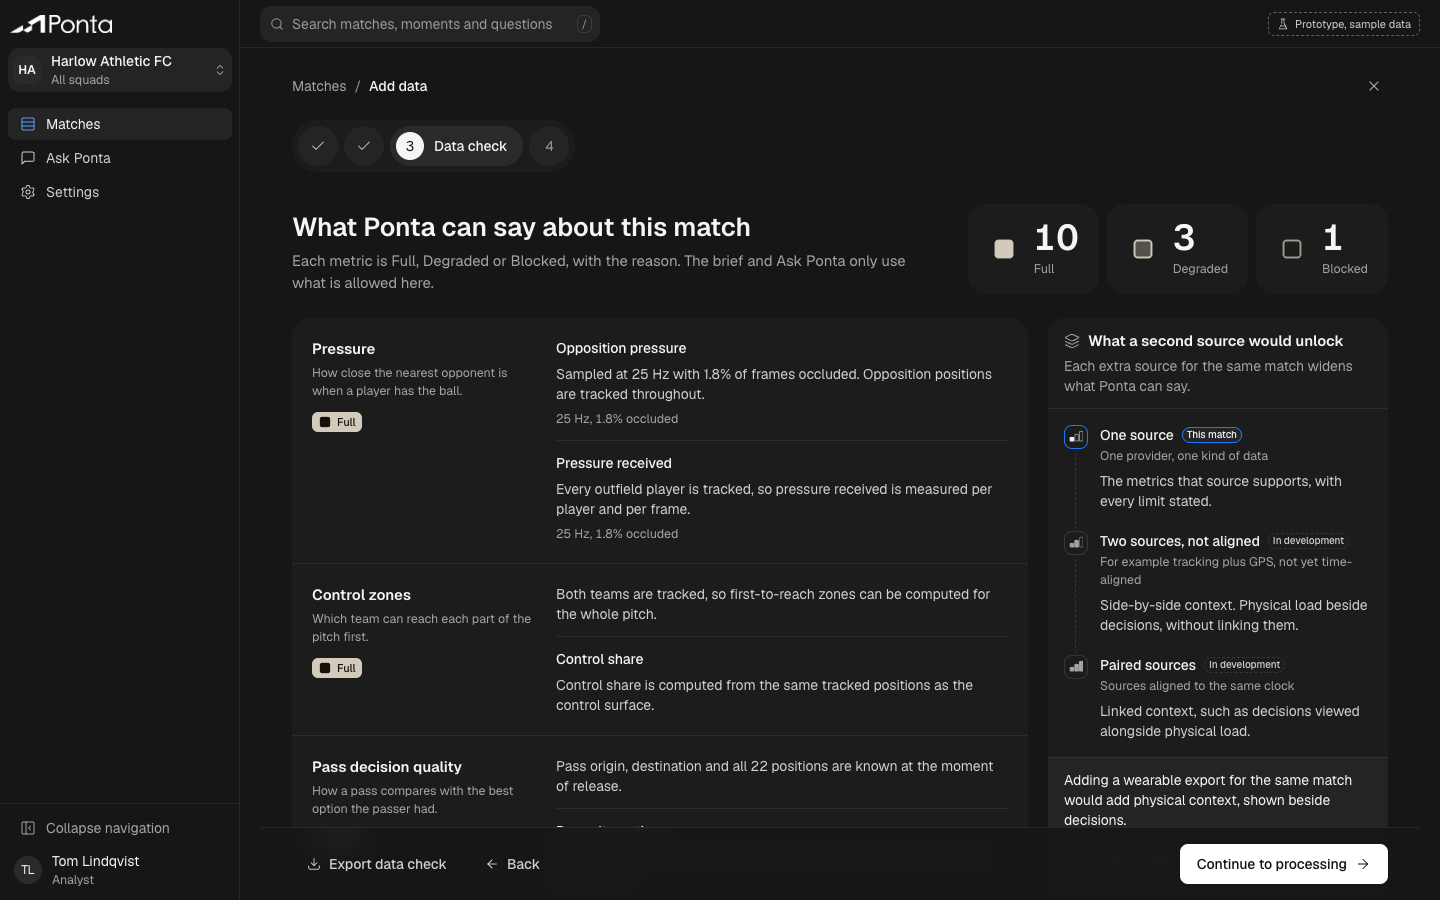 Ponta
Harlow Athletic FC
HA
All squads
Matches
Ask Ponta
Settings
Collapse navigation
TL
Tom Lindqvist
Analyst
Search matches, moments and questions
/
Prototype, sample data
Matches / Add data
3
Data check
4
What Ponta can say about this match
Each metric is Full, Degraded or Blocked, with the reason. The brief and Ask Ponta only use
what is allowed here.
10
Full
3
Degraded
1
Blocked
Pressure
How close the nearest opponent is
when a player has the ball.
Full
Opposition pressure
Sampled at 25 Hz with 1.8% of frames occluded. Opposition positions
are tracked throughout.
25 Hz, 1.8% occluded
Pressure received
Every outfield player is tracked, so pressure received is measured per
player and per frame.
25 Hz, 1.8% occluded
Control zones
Which team can reach each part of the
pitch first.
Full
Both teams are tracked, so first-to-reach zones can be computed for
the whole pitch.
Control share
Control share is computed from the same tracked positions as the
control surface.
Pass decision quality
How a pass compares with the best
option the passer had.
Pass origin, destination and all 22 positions are known at the moment
of release.
What a second source would unlock
Each extra source for the same match widens
what Ponta can say.
One source
This match
One provider, one kind of data
The metrics that source supports, with
every limit stated.
Two sources, not aligned
In development
For example tracking plus GPS, not yet time-
aligned
Side-by-side context. Physical load beside
decisions, without linking them.
Paired sources
In development
Sources aligned to the same clock
Linked context, such as decisions viewed
alongside physical load.
Adding a wearable export for the same match
would add physical context, shown beside
decisions.
Export data check
Back
Continue to processing